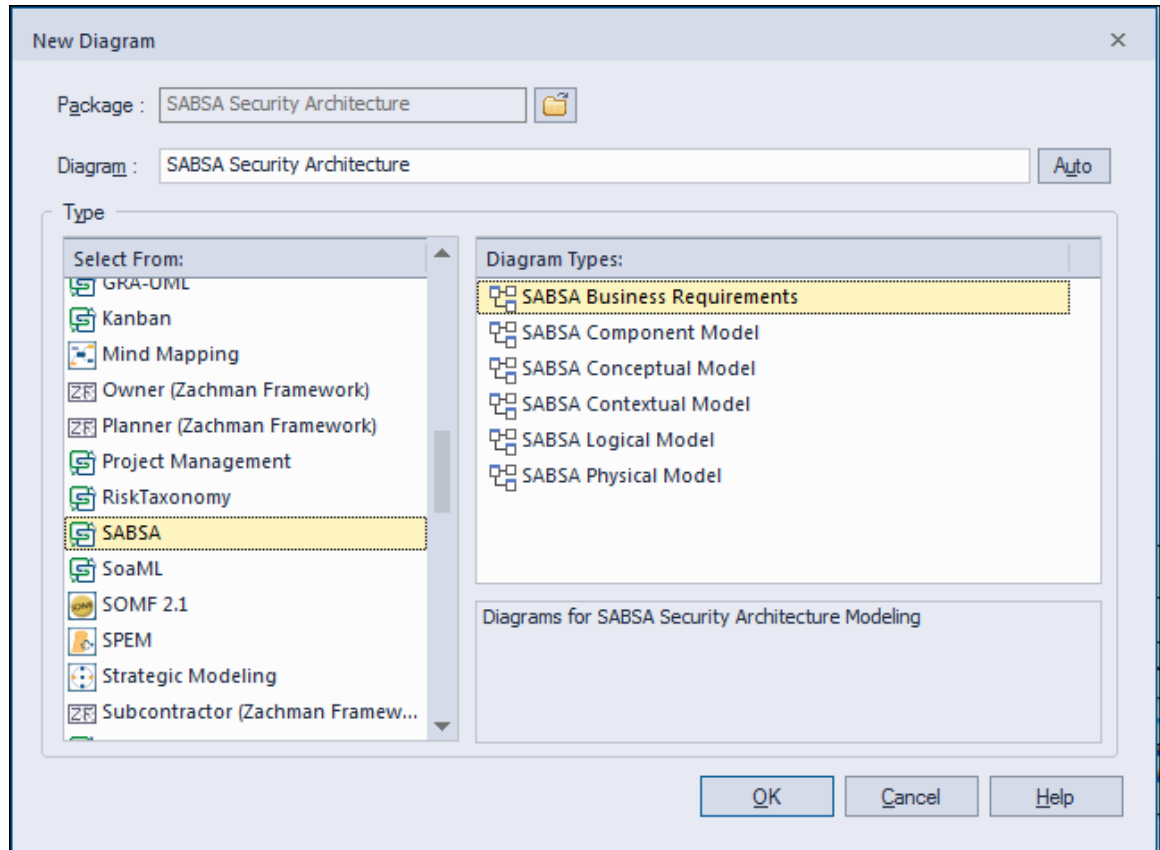 New Diagram
Package : SABSA Security Architecture
Diagram : SABSA Security Architecture Auto
Type
Select From:
GRA-UML
Kanban
Mind Mapping
Owner (Zachman Framework)
Planner (Zachman Framework)
Project Management
RiskTaxonomy
SABSA
SoaML
SOMF 2.1
SPEM
Strategic Modeling
Subcontractor (Zachman Framew...
Diagram Types:
SABSA Business Requirements
SABSA Component Model
SABSA Conceptual Model
SABSA Contextual Model
SABSA Logical Model
SABSA Physical Model
Diagrams for SABSA Security Architecture Modeling
OK Cancel Help